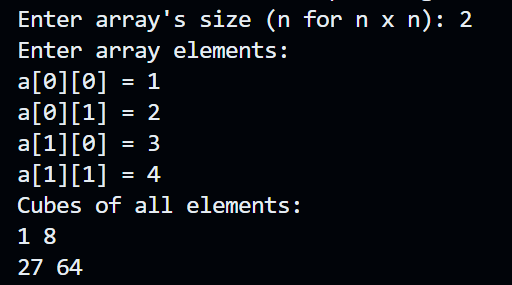 Enter array's size (n for n x n): 2
Enter array elements:
a[0][0] = 1
a[0][1] = 2
a[1][0] = 3
a[1][1] = 4
Cubes of all elements:
1 8
27 64